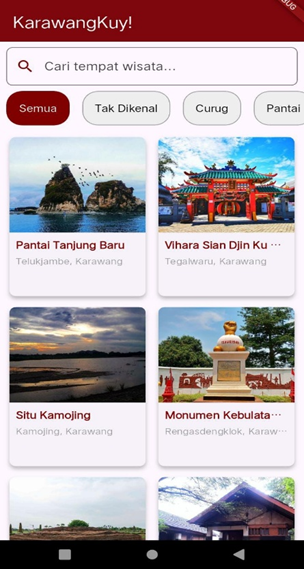 KarawangKuy!
Cari tempat wisata...
Semua
Tak Dikenal
Curug
Pantai
Pantai Tanjung Baru
Telukjambe, Karawang
Vihara Sian Djin Ku ...
Tegalwaru, Karawang
Situ Kamojing
Kamojing, Karawang
Monumen Kebulata...
Rengasdengklok, Karaw...